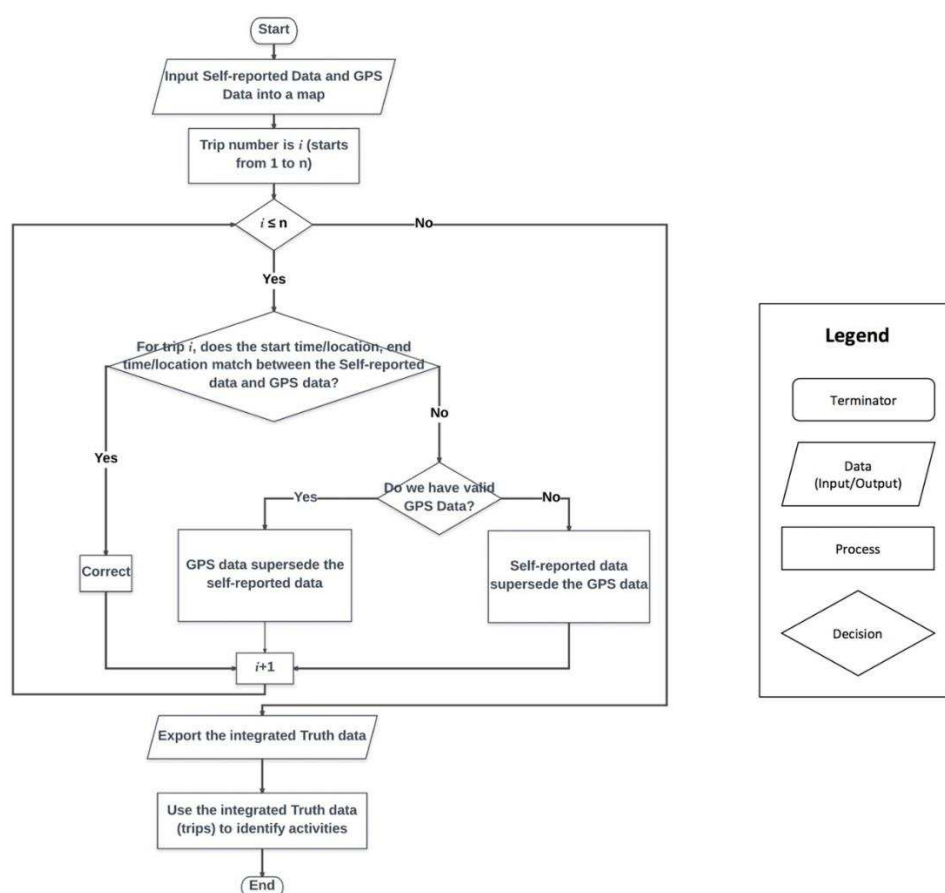 Start
Input Self-reported Data and GPS
Data into a map
Trip number is i (starts
from 1 to n)
i ≤ n
No
Yes
For trip i, does the start time/location, end
time/location match between the Self-reported
data and GPS data?
No
Yes
Do we have valid
GPS Data?
Yes
No
GPS data supersede the
self-reported data
Self-reported data
supersede the GPS data
Correct
i+1
Export the integrated Truth data
Use the integrated Truth data
(trips) to identify activities
End
Legend
Terminator
Data
(Input/Output)
Process
Decision